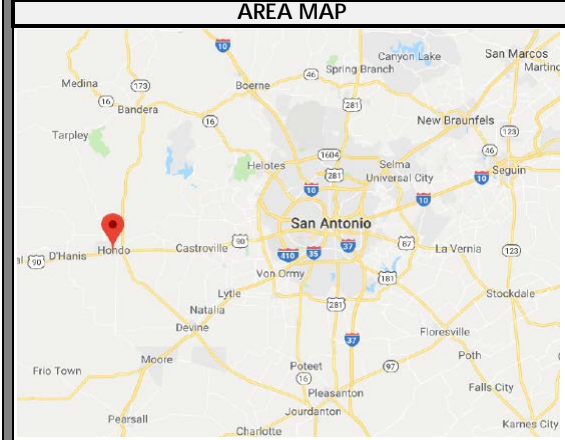 AREA MAP
10
Canyon Lake
San Marcos
46
Spring Branch
Martinc
Medina
173
Boerne
16
Bandera
281
16
New Braunfels
123
Tarpley
46
1604
Helotes
281
Selma
Universal City
Seguin
10
10
10
San Antonio
al
90
D'Hanis
Hondo
Castroville
90
410
35
37
87
La Vernia
123
Von Ormy
181
Lytle
Stockdale
Natalia
281
Devine
37
Floresville
Moore
Poth
Frio Town
Poteet
97
16
Falls City
Pleasanton
Pearsall
Jourdanton
Charlotte
Karnes City